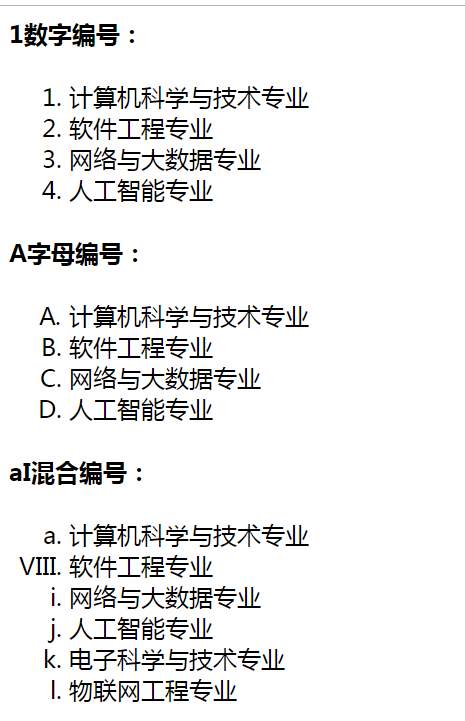 1数字编号：
1. 计算机科学与技术专业
2. 软件工程专业
3. 网络与大数据专业
4. 人工智能专业
A字母编号：
A. 计算机科学与技术专业
B. 软件工程专业
C. 网络与大数据专业
D. 人工智能专业
aI混合编号：
a. 计算机科学与技术专业
VIII. 软件工程专业
i. 网络与大数据专业
j. 人工智能专业
k. 电子科学与技术专业
l. 物联网工程专业